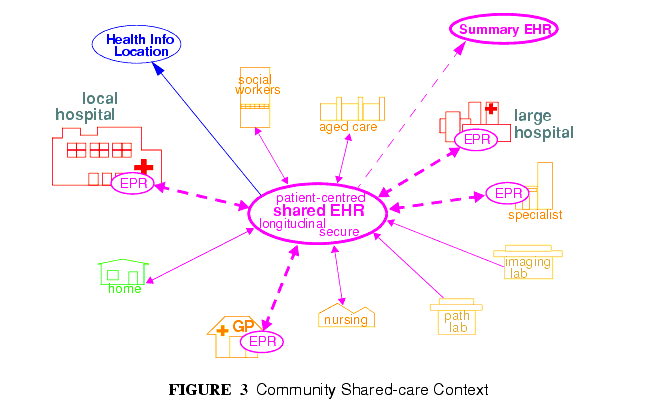 Health Info
Location
Summary EHR
social
workers
local
hospital
aged care
large
hospital
EPR
EPR
EPR
patient-centred
shared EHR
longitudinal
secure
specialist
imaging
lab
home
nursing
path
lab
GP
EPR
FIGURE 3 Community Shared-care Context